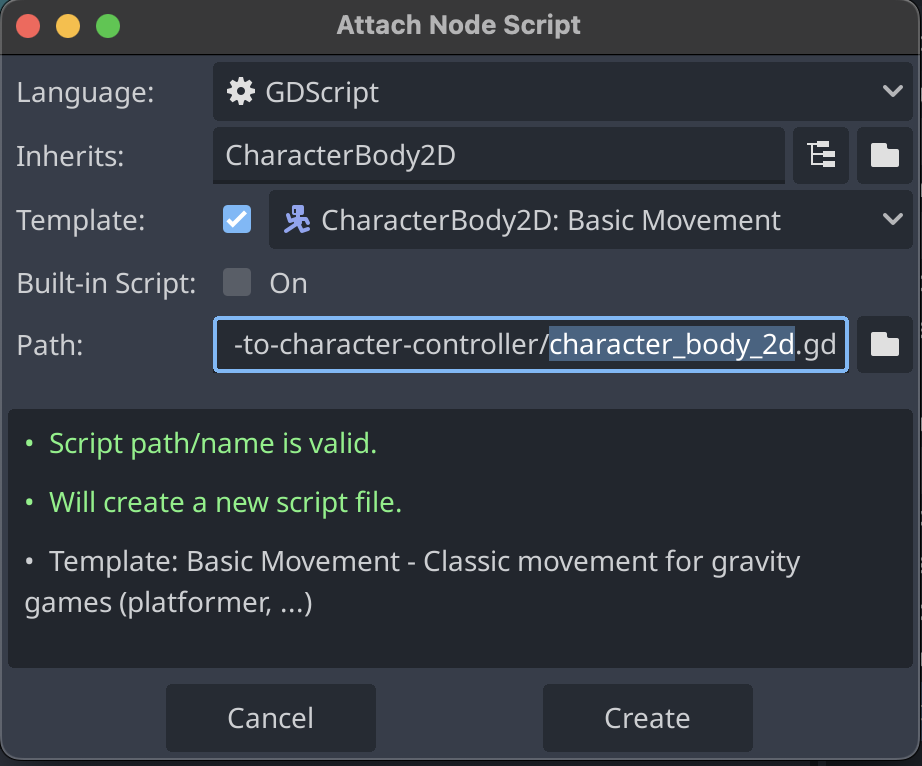 Attach Node Script
Language: GDScript
Inherits: CharacterBody2D
Template: CharacterBody2D: Basic Movement
Built-in Script: On
Path: -to-character-controller/character_body_2d.gd
• Script path/name is valid.
• Will create a new script file.
• Template: Basic Movement - Classic movement for gravity
games (platformer, ...)
Cancel Create